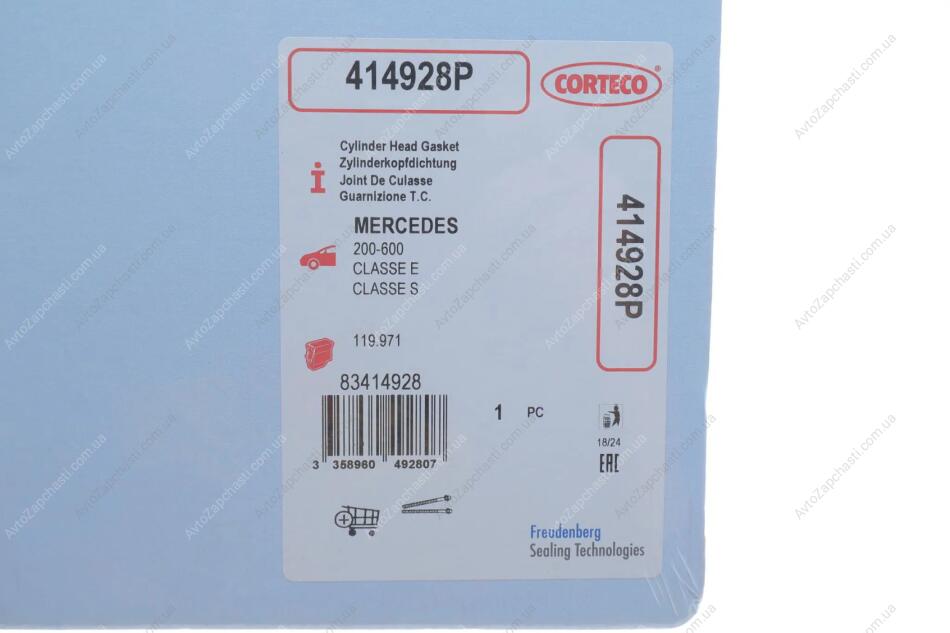 414928P
CORTECO®
Cylinder Head Gasket
Zylinderkopfdichtung
Joint De Culasse
Guarnizione T.C.
MERCEDES
200-600
CLASSE E
CLASSE S
414928P
119.971
83414928
1 PC
3 358960 492807
18/24
EAC
Freudenberg
Sealing Technologies
AvtoZapchasti.com.ua